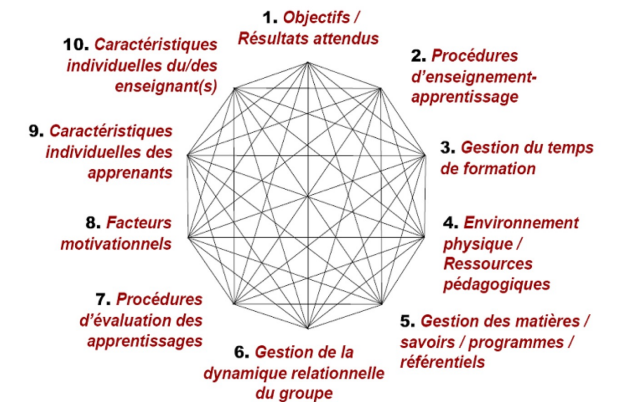 1. Objectifs /
Résultats attendus
2. Procédures
d'enseignement-
apprentissage
3. Gestion du temps
de formation
4. Environnement
physique /
Ressources
pédagogiques
5. Gestion des matières /
savoirs / programmes /
référentiels
6. Gestion de la
dynamique relationnelle
du groupe
7. Procédures
d'évaluation des
apprentissages
8. Facteurs
motivationnels
9. Caractéristiques
individuelles des
apprenants
10. Caractéristiques
individuelles du/des
enseignant(s)